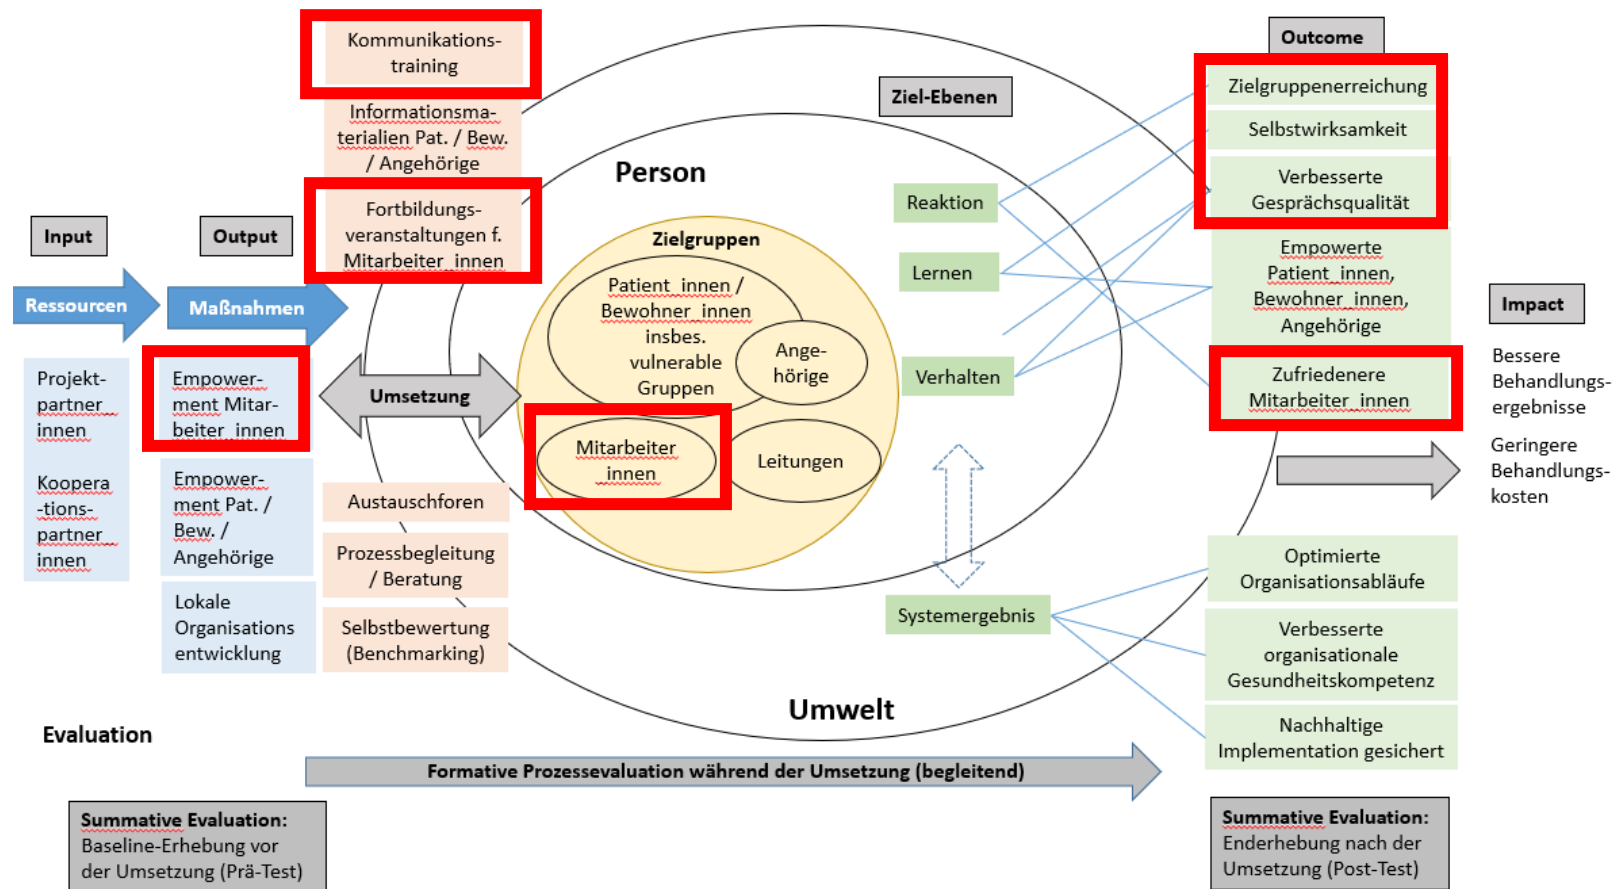 Input
Ressourcen
Projekt-
partner_
innen
Koopera
-tions-
partner_
innen
Output
Maßnahmen
Empower-
ment Mitar-
beiter_innen
Empower-
ment Pat. /
Bew. /
Angehörige
Lokale
Organisations
entwicklung
Kommunikations-
training
Informationsma-
terialien Pat. / Bew.
/ Angehörige
Fortbildungs-
veranstaltungen f.
Mitarbeiter_innen
Umsetzung
Austauschforen
Prozessbegleitung
/ Beratung
Selbstbewertung
(Benchmarking)
Person
Zielgruppen
Patient_innen /
Bewohner_innen
insbes.
vulnerable
Gruppen
Ange-
hörige
Mitarbeiter
_innen
Leitungen
Umwelt
Ziel-Ebenen
Reaktion
Lernen
Verhalten
Systemergebnis
Outcome
Zielgruppenerreichung
Selbstwirksamkeit
Verbesserte
Gesprächsqualität
Empowerte
Patient_innen,
Bewohner_innen,
Angehörige
Zufriedenere
Mitarbeiter_innen
Optimierte
Organisationsabläufe
Verbesserte
organisationale
Gesundheitskompetenz
Nachhaltige
Implementation gesichert
Impact
Bessere
Behandlungs-
ergebnisse
Geringere
Behandlungs-
kosten
Evaluation
Formative Prozessevaluation während der Umsetzung (begleitend)
Summative Evaluation:
Baseline-Erhebung vor
der Umsetzung (Prä-Test)
Summative Evaluation:
Enderhebung nach der
Umsetzung (Post-Test)